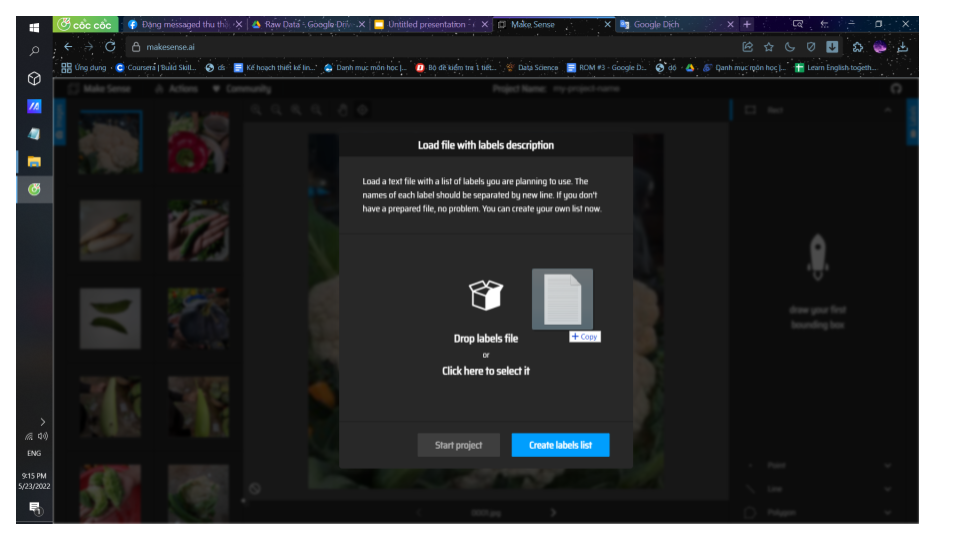 cốc cốc
Đăng messaged thu thậ
Raw Data - Google Dri
Untitled presentation -
Make Sense
Google Dịch
makesense.ai
Ứng dụng
Coursera | Build Skill...
ds
Kế hoạch thiết kế lin...
Danh mục môn học |...
Bộ đề kiểm tra 1 tiết...
Data Science
ROM #3 - Google D...
dó
Danh mục môn học |...
Learn English togeth...
Make Sense
Actions
Community
Project Name: my-project-name
Rect
Load file with labels description
Load a text file with a list of labels you are planning to use. The
names of each label should be separated by new line. If you don't
have a prepared file, no problem. You can create your own list now.
draw your first
bounding box
Drop labels file
+ Copy
or
Click here to select it
Start project
Create labels list
Point
Line
Polygon
ENG
9:15 PM
5/23/2022